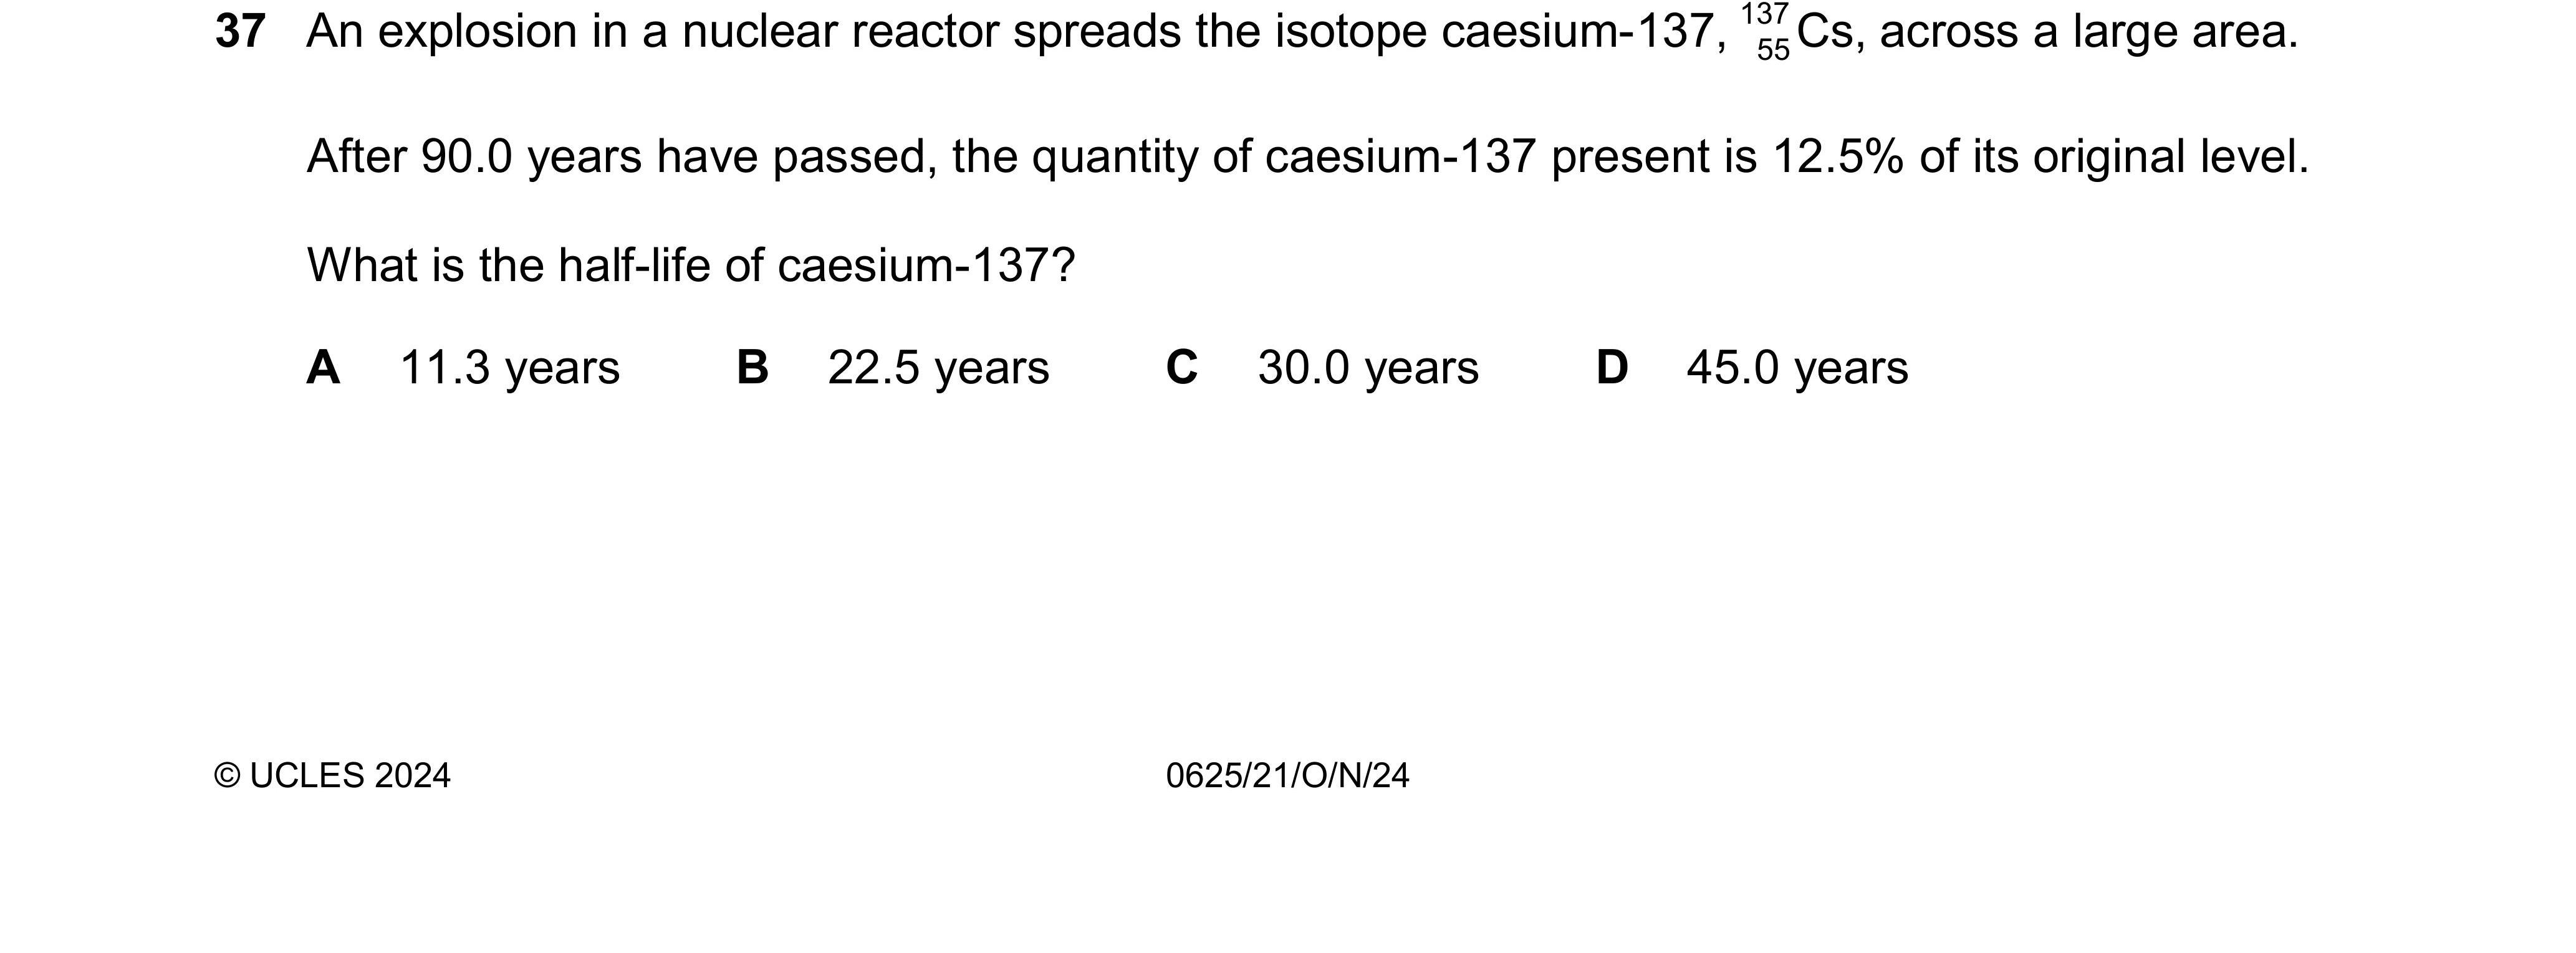 37 An explosion in a nuclear reactor spreads the isotope caesium-137, ¹³⁷₅₅Cs, across a large area.
After 90.0 years have passed, the quantity of caesium-137 present is 12.5% of its original level.
What is the half-life of caesium-137?
A 11.3 years B 22.5 years C 30.0 years D 45.0 years
© UCLES 2024 0625/21/O/N/24